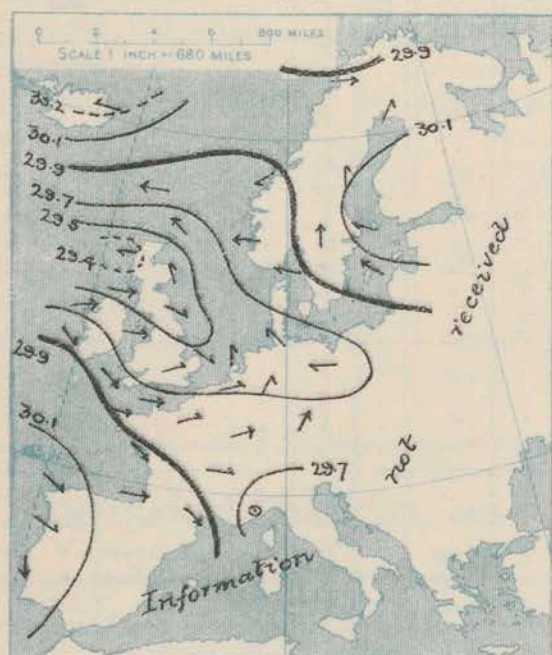 0 2 4 6 800 MILES
SCALE 1 INCH = 680 MILES
29.9
30.2
30.1
30.1
29.9
29.7
29.5
29.4
received
29.9
30.1
29.7
not
Information